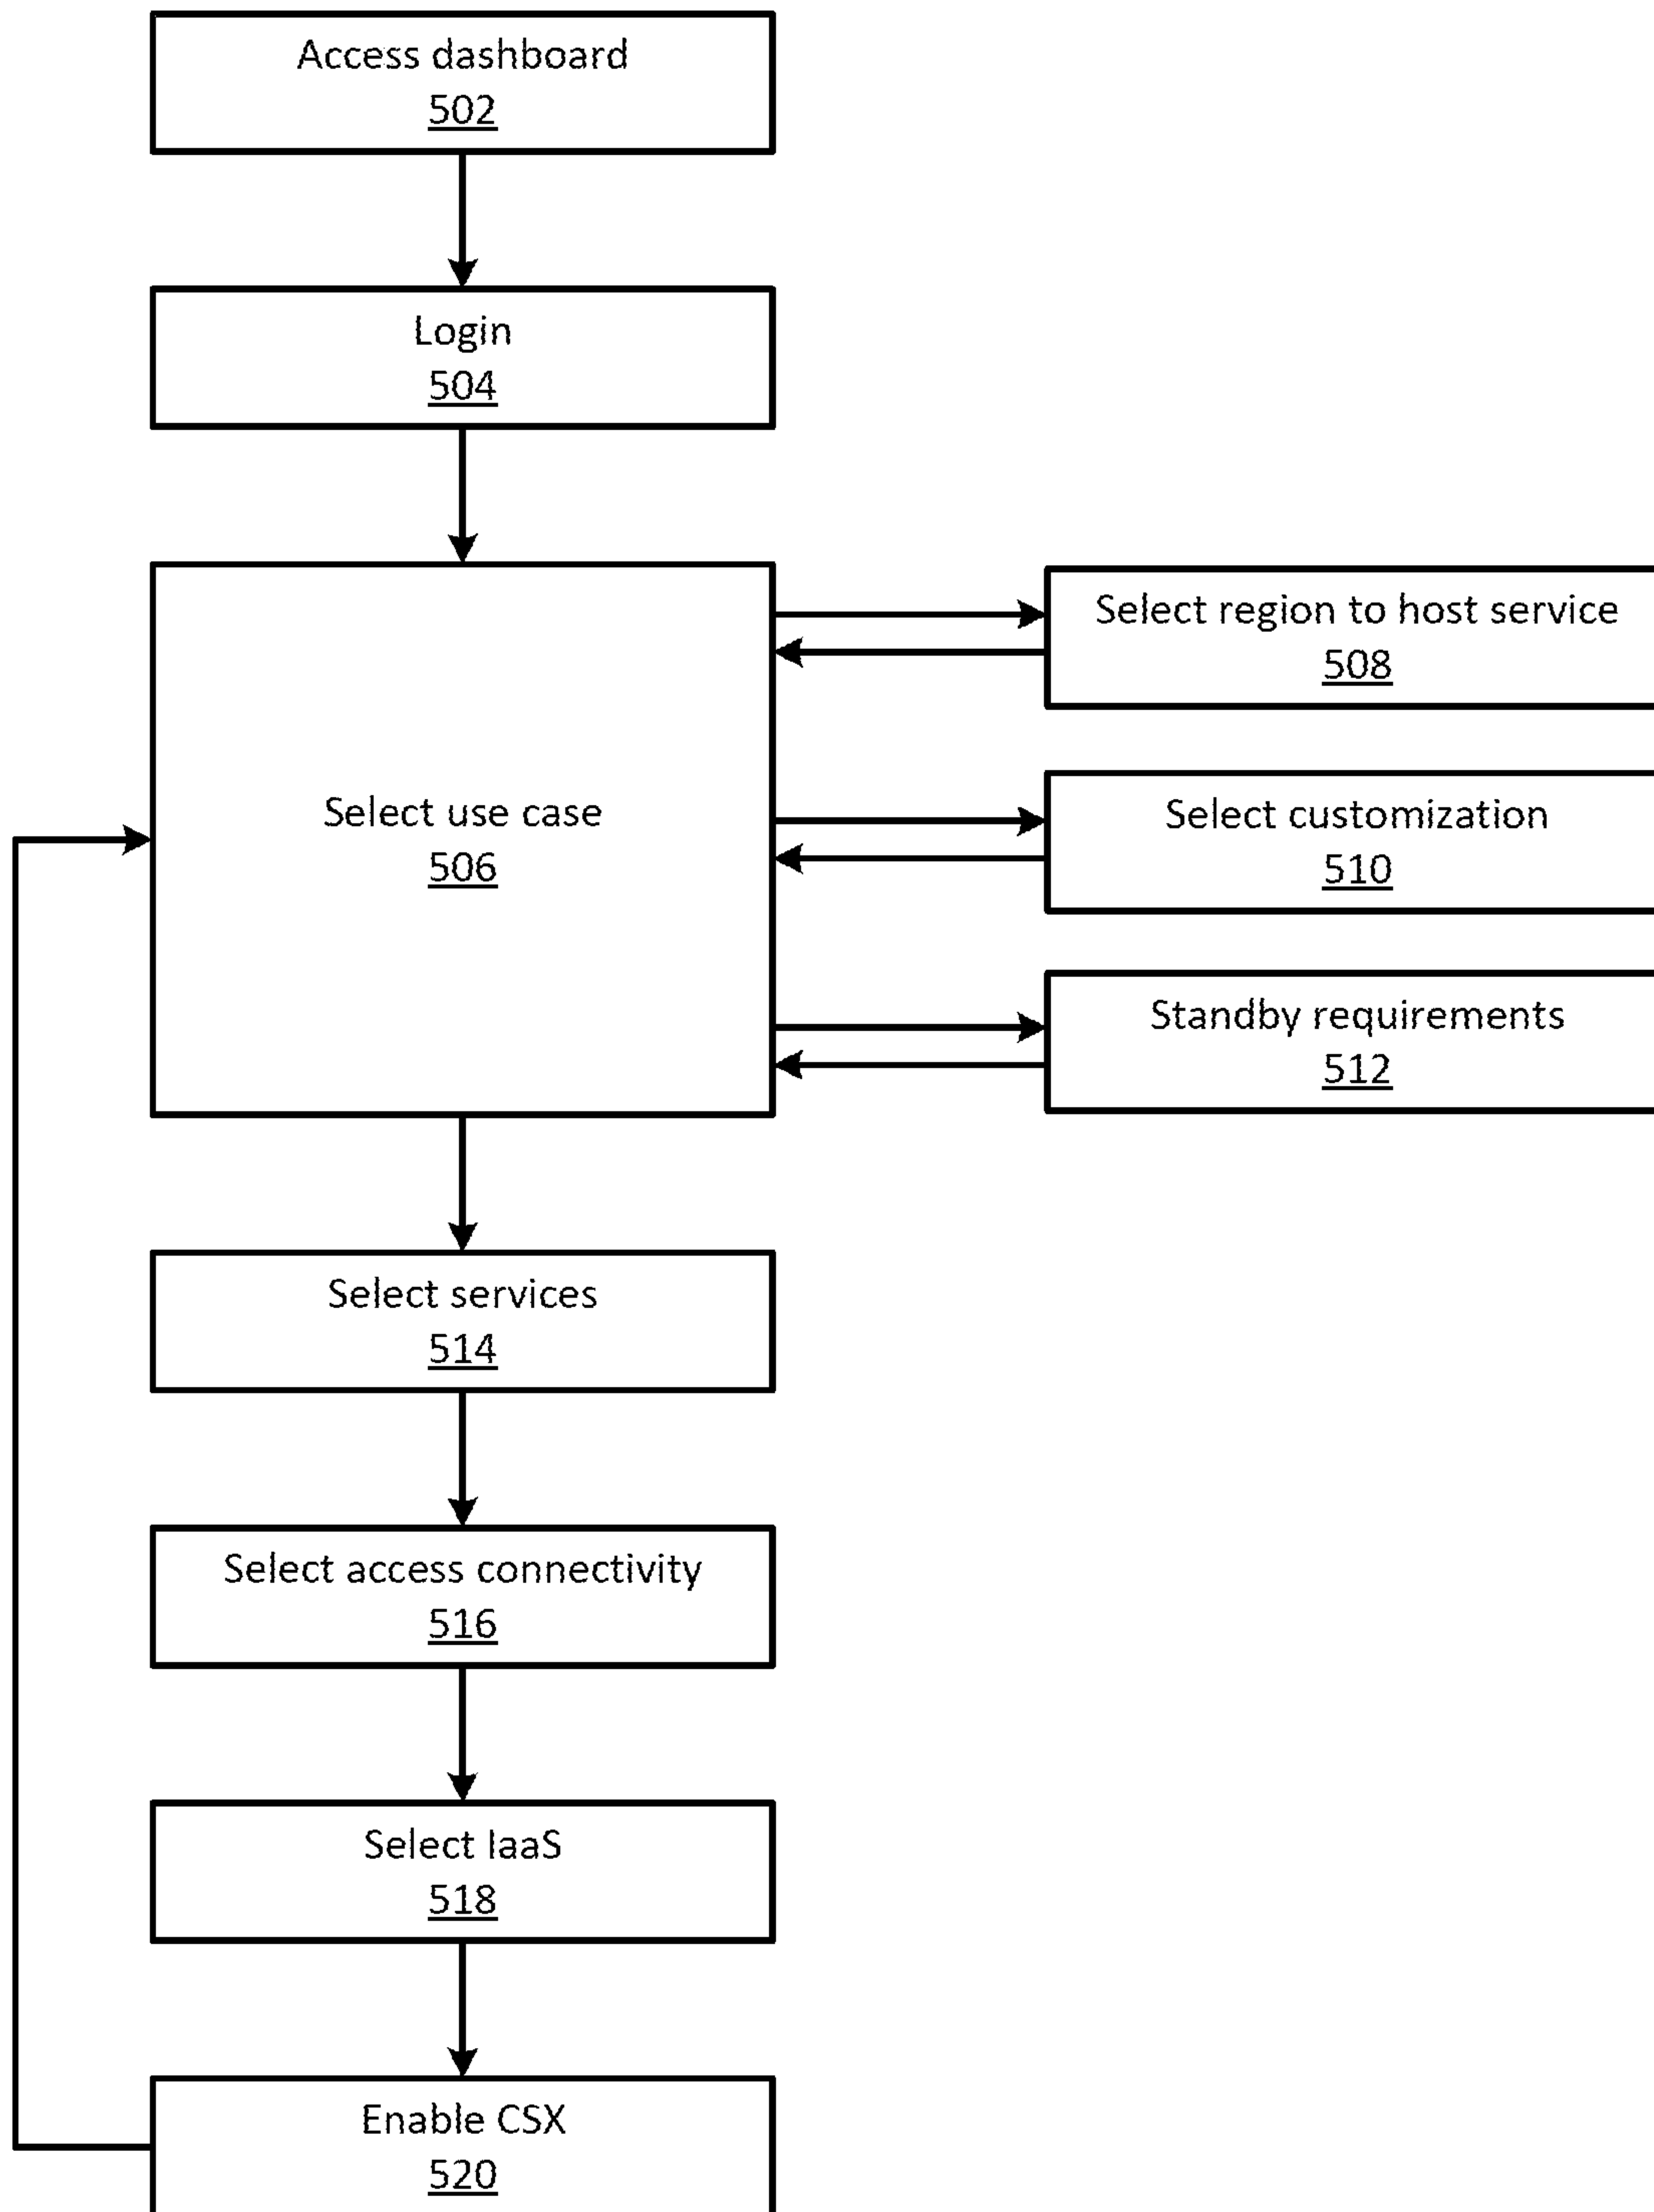 Access dashboard
502
Login
504
Select use case
506
Select region to host service
508
Select customization
510
Standby requirements
512
Select services
514
Select access connectivity
516
Select IaaS
518
Enable CSX
520